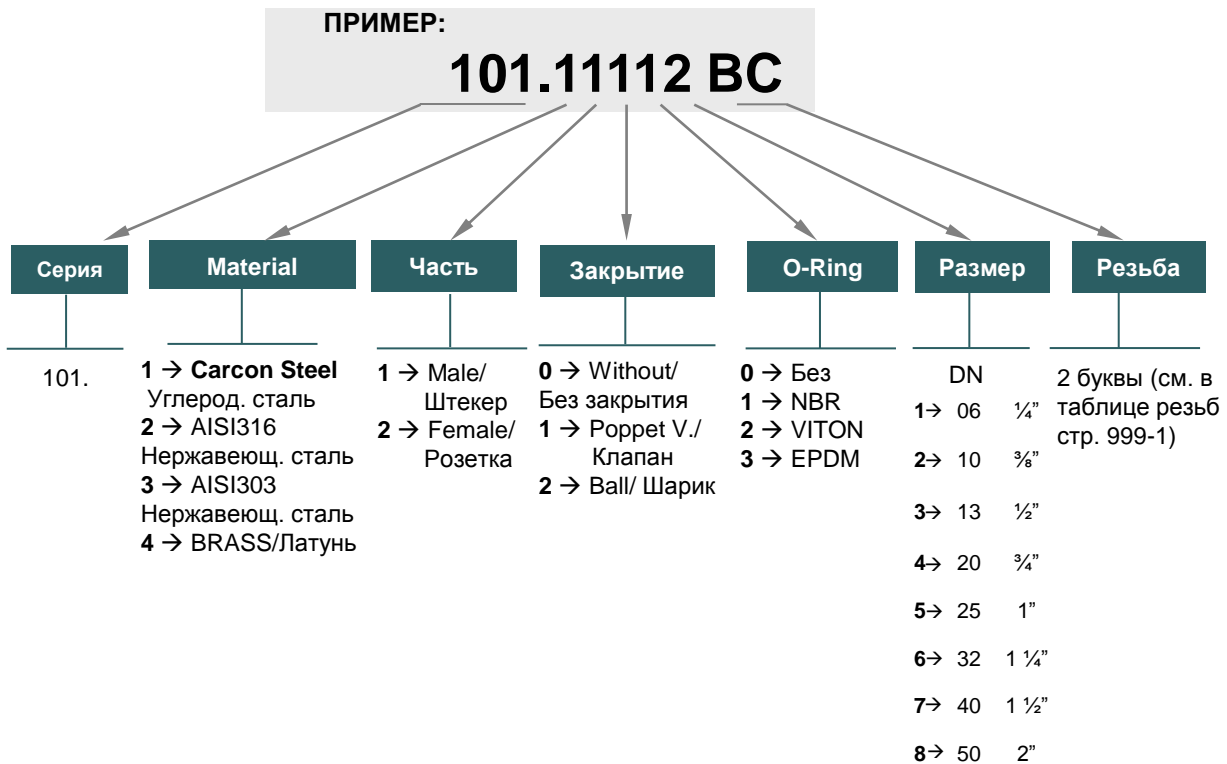 ПРИМЕР:
101.11112 BC
Серия
101.
Material
1 → Carcon Steel
Углерод. сталь
2 → AISI316
Нержавеющ. сталь
3 → AISI303
Нержавеющ. сталь
4 → BRASS/Латунь
Часть
1 → Male/
Штекер
2 → Female/
Розетка
Закрытие
0 → Without/
Без закрытия
1 → Poppet V./
Клапан
2 → Ball/ Шарик
O-Ring
0 → Без
1 → NBR
2 → VITON
3 → EPDM
Размер
DN
1→ 06 ¼”
2→ 10 ⅜”
3→ 13 ½”
4→ 20 ¾”
5→ 25 1”
6→ 32 1 ¼”
7→ 40 1 ½”
8→ 50 2”
Резьба
2 буквы (см. в
таблице резьб
стр. 999-1)